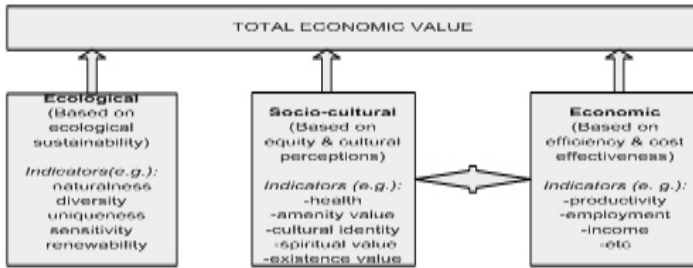 TOTAL ECONOMIC VALUE
Ecological
(Based on
ecological
sustainability)
Indicators(e.g.):
naturalness
diversity
uniqueness
sensitivity
renewability
Socio-cultural
(Based on
equity & cultural
perceptions)
Indicators (e.g.):
-health
-amenity value
-cultural identity
-spiritual value
-existence value
Economic
(Based on
efficiency & cost
effectiveness)
Indicators (e. g.):
-productivity
-employment
-income
-etc